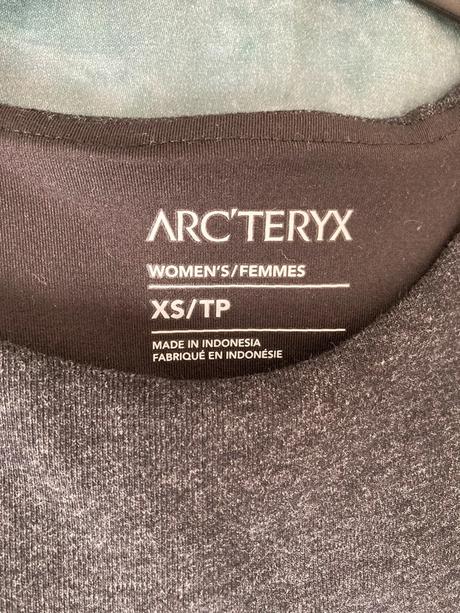 ARC'TERYX
WOMEN'S/FEMMES
XS/TP
MADE IN INDONESIA
FABRIQUÉ EN INDONÉSIE